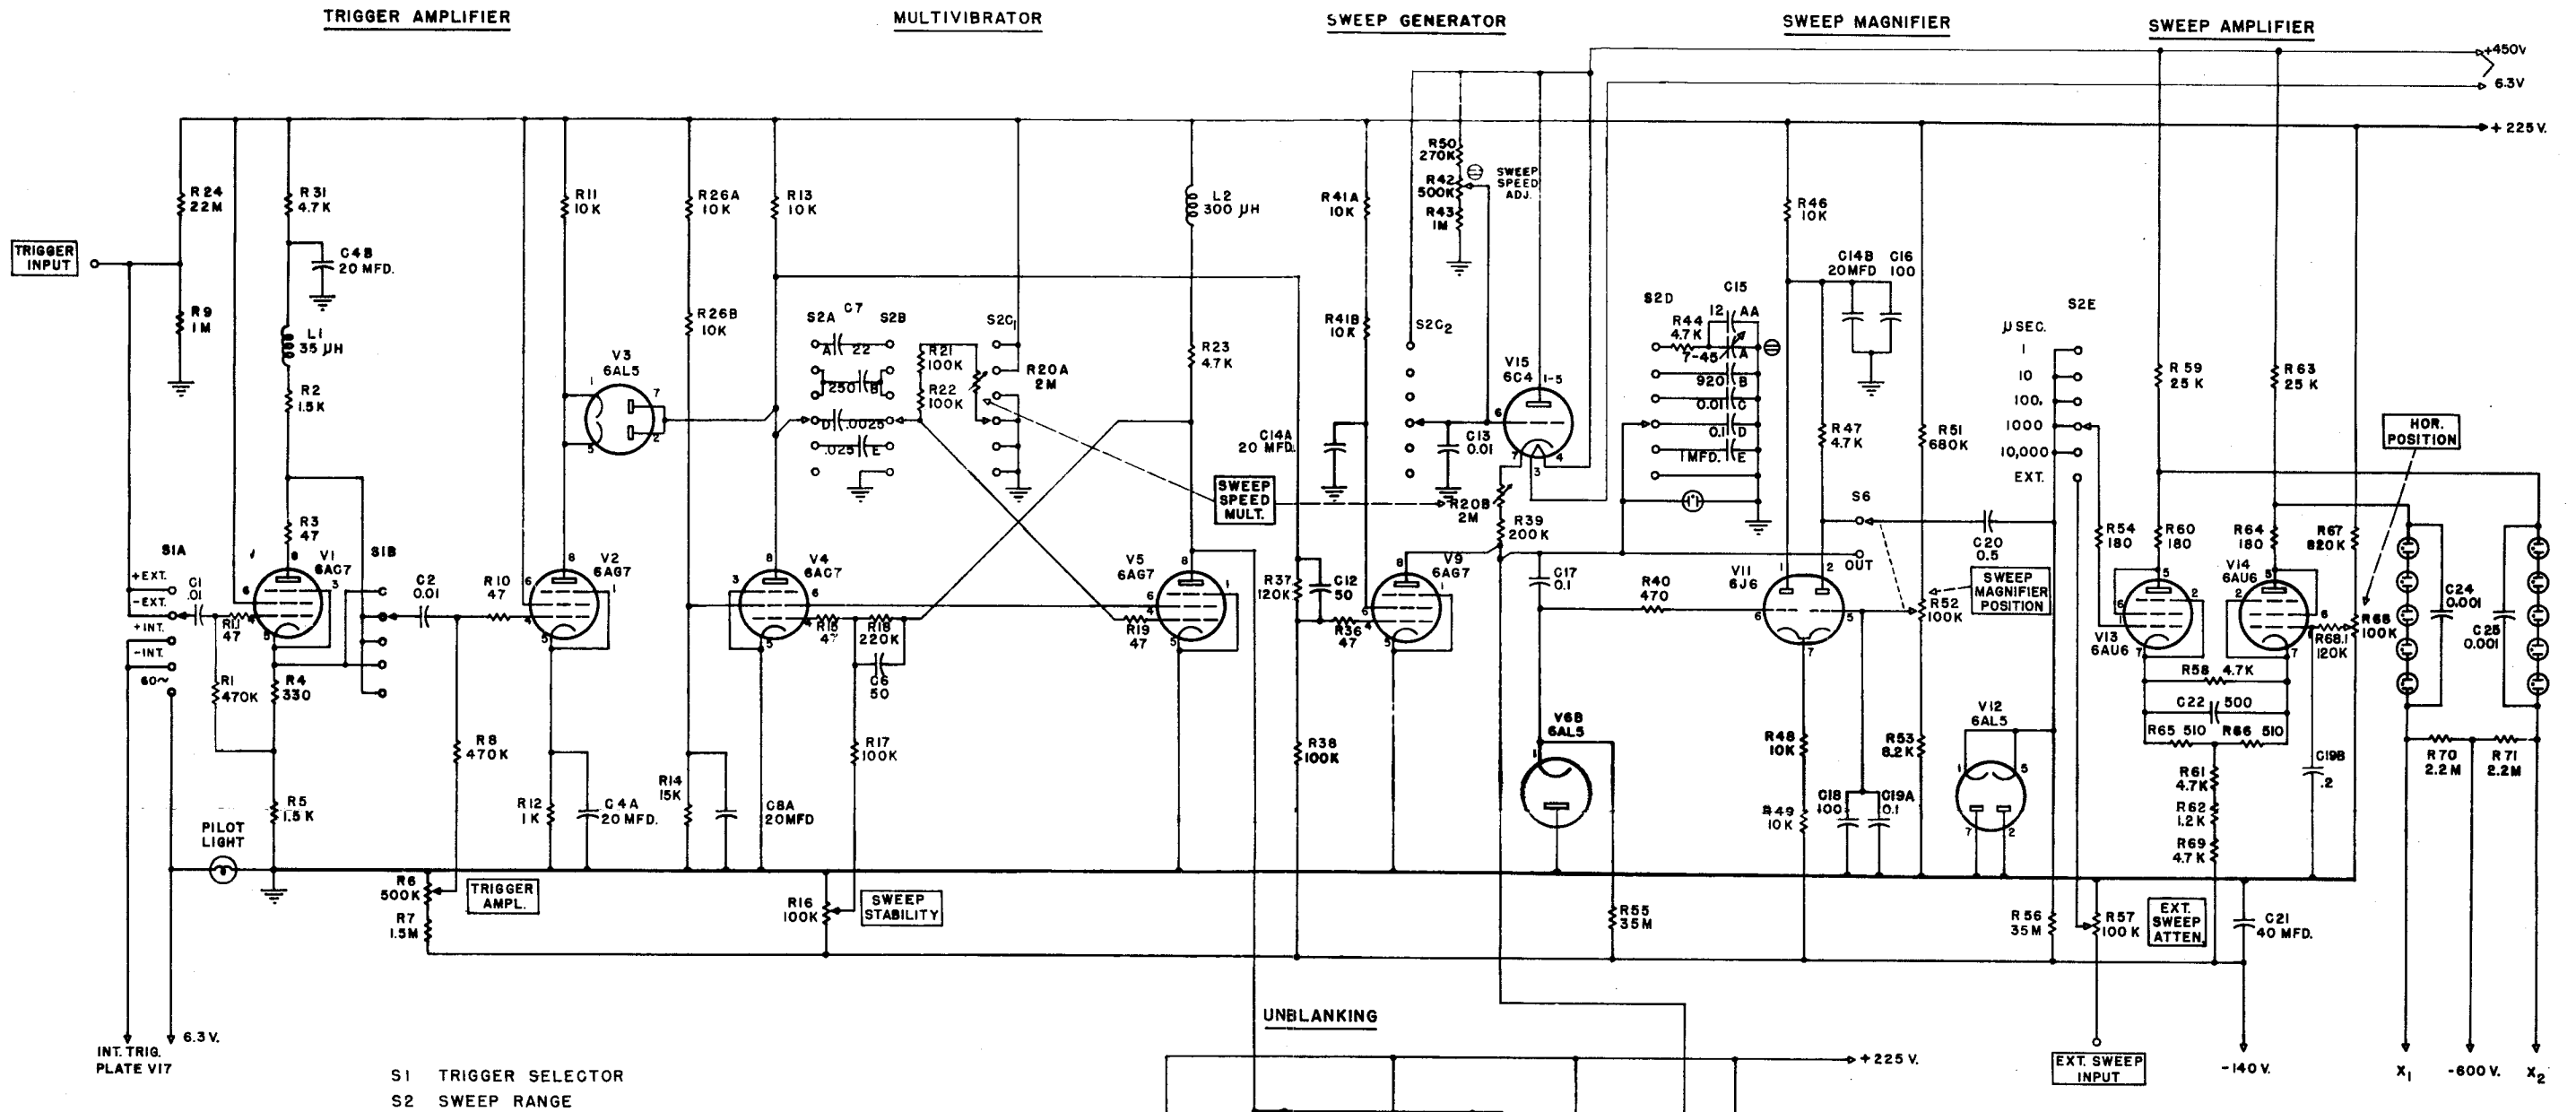 TRIGGER AMPLIFIER
MULTIVIBRATOR
SWEEP GENERATOR
SWEEP MAGNIFIER
SWEEP AMPLIFIER
+450V
6.3V
+ 225 V.
TRIGGER
INPUT
R24
22M
R9
1M
R31
4.7K
C4B
20 MFD.
L1
35 µH
R2
1.5K
R3
47
V1
6AG7
S1A
+EXT.
-EXT.
+INT.
-INT.
60~
C1
.01
47
R1
470K
R4
330
R5
1.5K
S1B
C2
0.01
R10
47
R8
470K
PILOT
LIGHT
R6
500K
TRIGGER
AMPL.
R7
1.5M
INT. TRIG.
PLATE V17
6.3 V.
R11
10K
V3
6AL5
V2
6AG7
R12
1K
C4A
20 MFD.
R26A
10K
R26B
10K
R14
15K
C8A
20MFD
R13
10K
V4
6AC7
R15
47
R18
220K
C6
50
R17
100K
R16
100K
SWEEP
STABILITY
S2A
C7
S2B
A
22
250
B
D
.0025
.025
E
R21
100K
R22
100K
S2C1
R20A
2M
SWEEP
SPEED
MULT.
L2
300 µH
R23
4.7K
V5
6AG7
R19
47
R41A
10K
R41B
10K
C14A
20 MFD.
R37
120K
C12
50
R36
47
R38
100K
V9
6AG7
R50
270K
R42
500K
R43
1M
SWEEP
SPEED
ADJ.
S2C2
C13
0.01
V15
6C4
R20B
2M
R39
200K
C17
0.1
R40
470
V6B
6AL5
R55
35M
S2D
R44
4.7K
C15
12
AA
7-45
A
920
B
0.01
C
0.1
D
1MFD.
E
R46
10K
C14B
20MFD
C16
100
R47
4.7K
V11
6J6
S6
OUT
R48
10K
R49
10K
C18
100
C19A
0.1
R51
680K
R52
100K
SWEEP
MAGNIFIER
POSITION
R53
8.2K
C20
0.5
V12
6AL5
R56
35M
S2E
µSEC.
1
10
100.
1000
10,000
EXT.
R57
100K
EXT.
SWEEP
ATTEN.
EXT. SWEEP
INPUT
R54
180
R59
25 K
R60
180
V13
6AU6
R63
25 K
R64
180
V14
6AU6
R58
4.7K
C22
500
R65
510
R66
510
R61
4.7K
R62
1.2K
R69
4.7K
C21
40 MFD.
-140V.
R67
820K
HOR.
POSITION
100K
R68.1
120K
C19B
.2
C24
0.001
C25
0.001
R70
2.2M
R71
2.2M
X1
-600V.
X2
UNBLANKING
+225 V.
S1 TRIGGER SELECTOR
S2 SWEEP RANGE